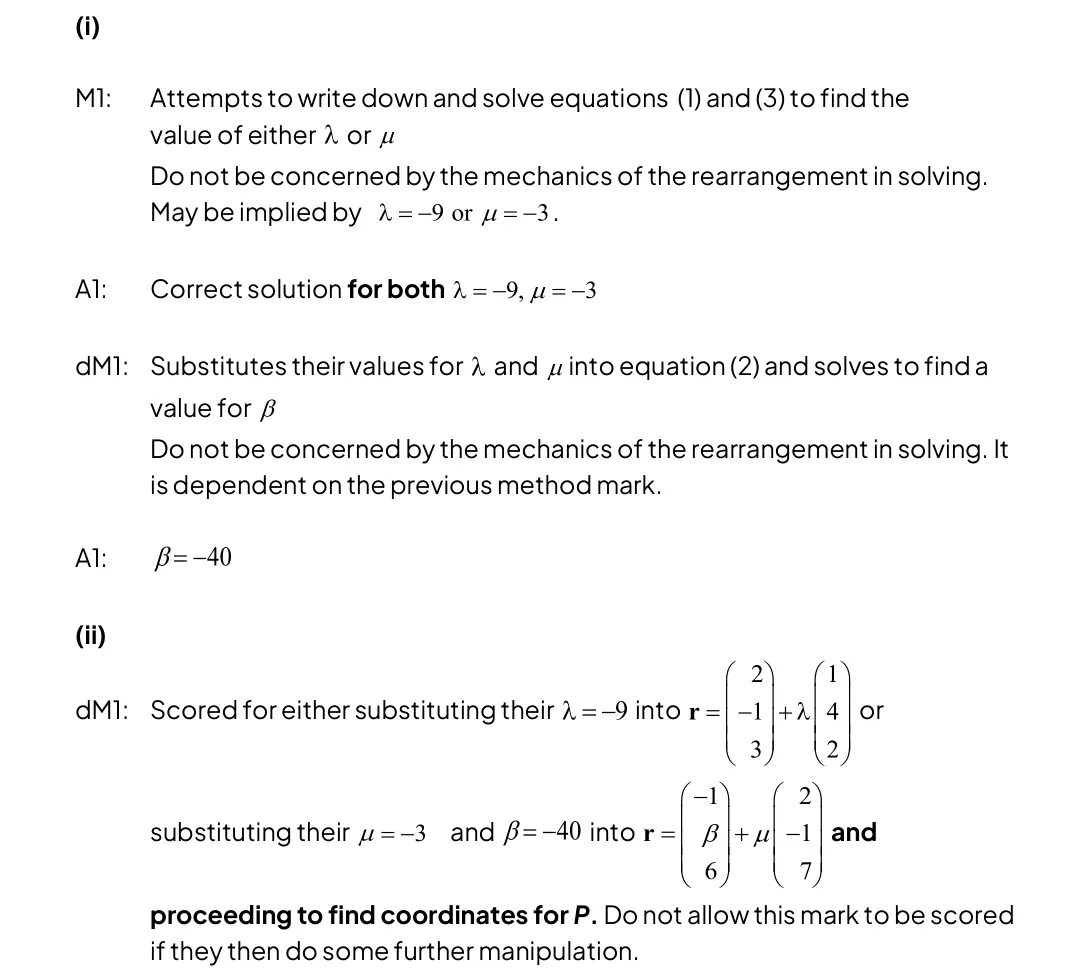 (i)
M1: Attempts to write down and solve equations (1) and (3) to find the
value of either λ or μ
Do not be concerned by the mechanics of the rearrangement in solving.
May be implied by λ = −9 or μ = −3.
A1: Correct solution for both λ = −9, μ = −3
dM1: Substitutes their values for λ and μ into equation (2) and solves to find a
value for β
Do not be concerned by the mechanics of the rearrangement in solving. It
is dependent on the previous method mark.
A1: β = −40
(ii)
dM1: Scored for either substituting their λ = −9 into r = (2 −1 3) + λ (1 4 2) or
substituting their μ = −3 and β = −40 into r = (−1 β 6) + μ (2 −1 7) and
proceeding to find coordinates for P. Do not allow this mark to be scored
if they then do some further manipulation.